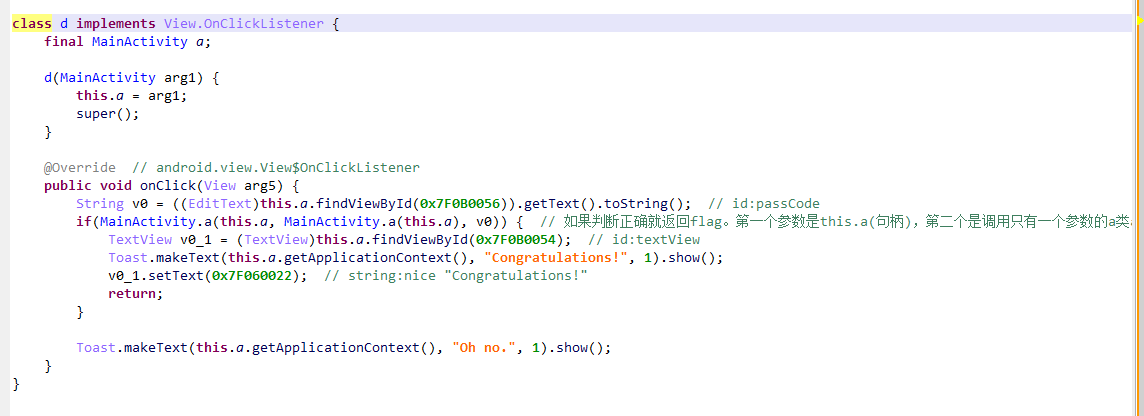 class d implements View.OnClickListener {
    final MainActivity a;

    d(MainActivity arg1) {
        this.a = arg1;
        super();
    }

    @Override  // android.view.View$OnClickListener
    public void onClick(View arg5) {
        String v0 = ((EditText)this.a.findViewById(0x7F0B0056)).getText().toString();  // id:passCode
        if(MainActivity.a(this.a, MainActivity.a(this.a), v0)) {  // 如果判断正确就返回flag。第一个参数是this.a(句柄)，第二个是调用只有一个参数的a类
            TextView v0_1 = (TextView)this.a.findViewById(0x7F0B0054);  // id:textView
            Toast.makeText(this.a.getApplicationContext(), "Congratulations!", 1).show();
            v0_1.setText(0x7F060022);  // string:nice "Congratulations!"
            return;
        }

        Toast.makeText(this.a.getApplicationContext(), "Oh no.", 1).show();
    }
}